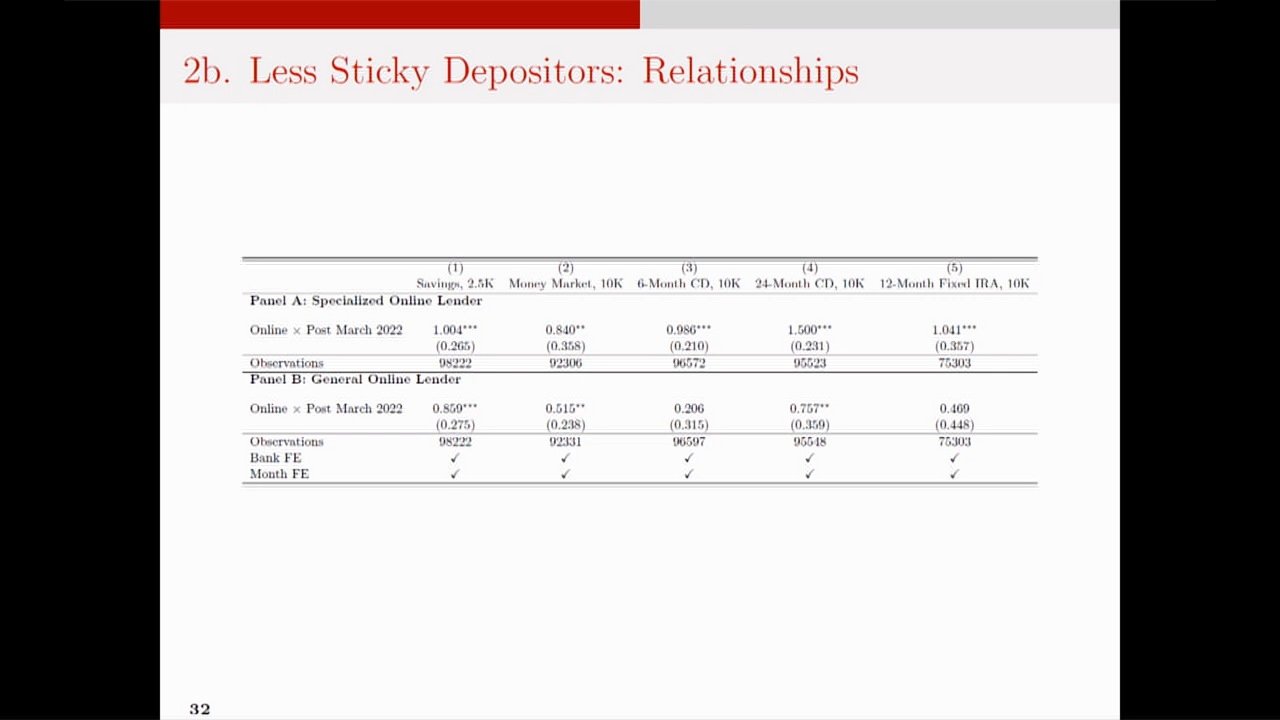 2b. Less Sticky Depositors: Relationships
(1) (2) (3) (4) (5)
Savings, 2.5K Money Market, 10K 6-Month CD, 10K 24-Month CD, 10K 12-Month Fixed IRA, 10K
Panel A: Specialized Online Lender
Online × Post March 2022 1.004*** 0.840** 0.986*** 1.500*** 1.041***
(0.265) (0.358) (0.210) (0.231) (0.357)
Observations 98222 92306 96572 95523 75303
Panel B: General Online Lender
Online × Post March 2022 0.859*** 0.515** 0.206 0.757** 0.469
(0.275) (0.238) (0.315) (0.359) (0.448)
Observations 98222 92331 96597 95548 75303
Bank FE ✓ ✓ ✓ ✓ ✓
Month FE ✓ ✓ ✓ ✓ ✓
32